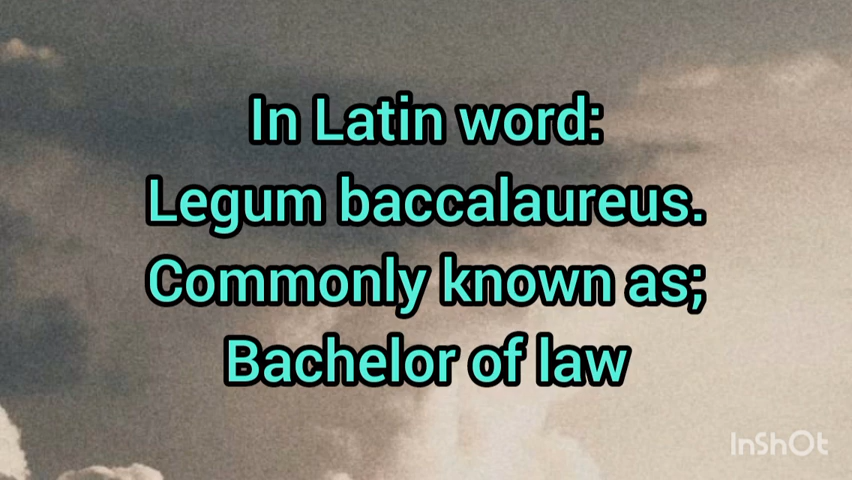 In Latin word:
Legum baccalaureus.
Commonly known as;
Bachelor of law
InShOt